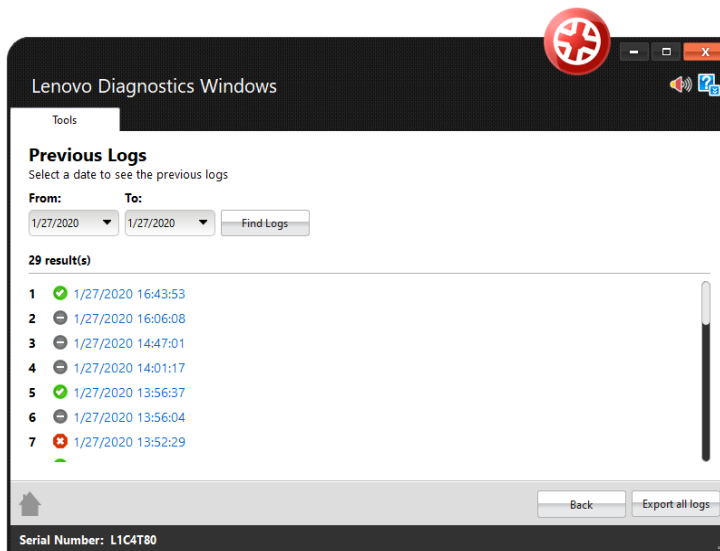 X
Lenovo Diagnostics Windows
?
Tools
Previous Logs
Select a date to see the previous logs
From: To:
1/27/2020 1/27/2020 Find Logs
29 result(s)
1 1/27/2020 16:43:53
2 1/27/2020 16:06:08
3 1/27/2020 14:47:01
4 1/27/2020 14:01:17
5 1/27/2020 13:56:37
6 1/27/2020 13:56:04
7 1/27/2020 13:52:29
Back Export all logs
Serial Number: L1C4T80